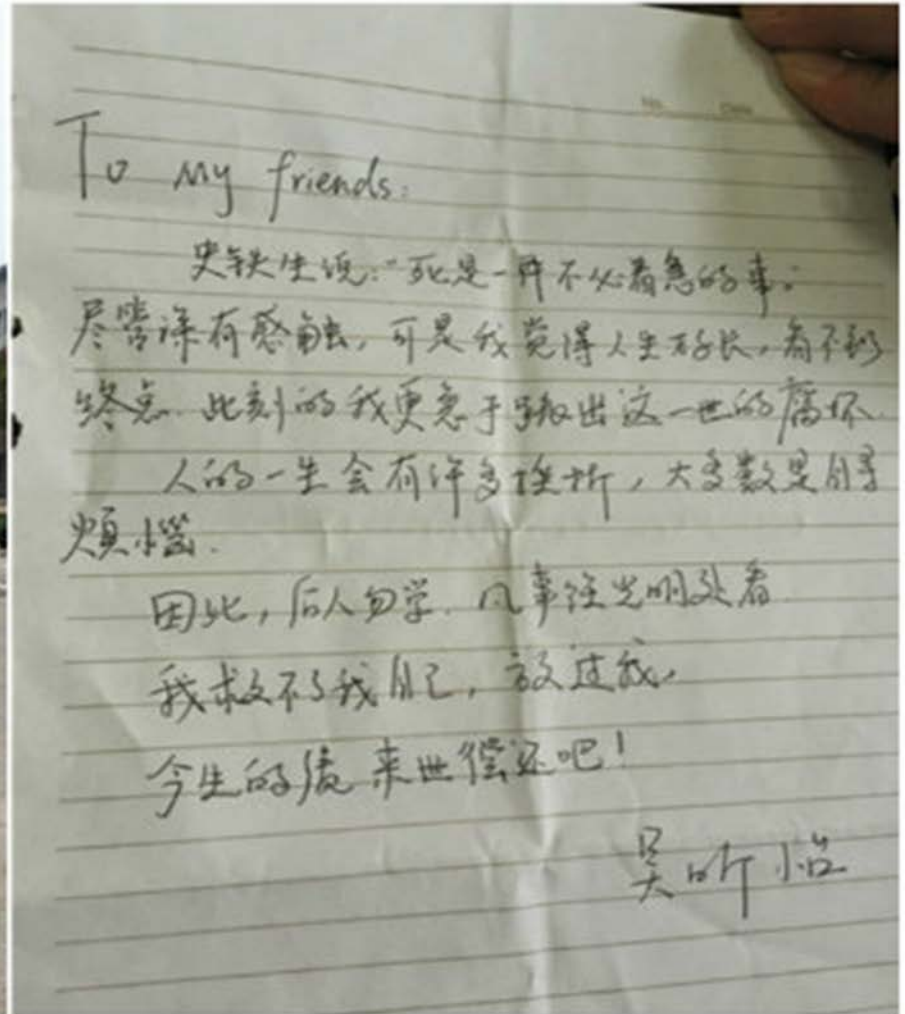 To my friends:
史铁生说:“死是一件不必着急的事。
尽管深有感触,可是我觉得人生好长,看不到
终点.此刻的我更急于 出这一世的腐坏.
人的一生会有许多挫折,大多数是自寻
煩惱.
因此,后人勿学.凡事往光明处看
我救不了我自己,放过我.
今生的债 来世偿还吧!
吴昕怡